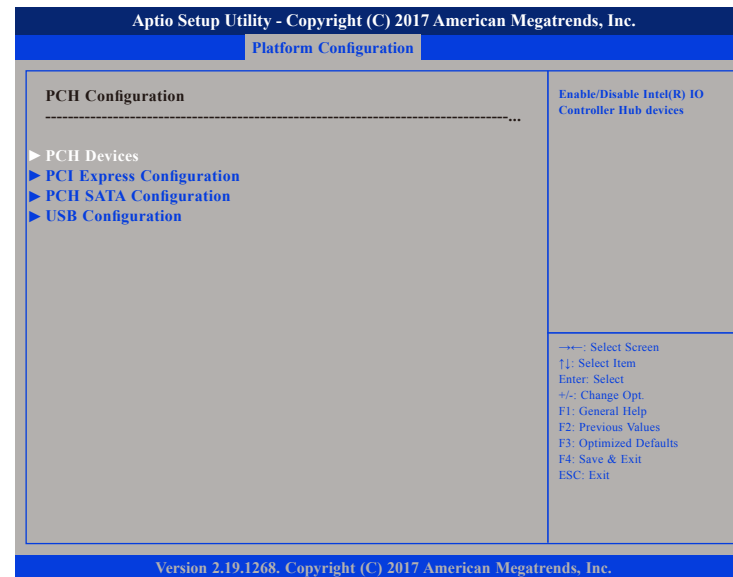 Aptio Setup Utility - Copyright (C) 2017 American Megatrends, Inc.
Platform Configuration
PCH Configuration
----------------------------------------------------------------------------------...
► PCH Devices
► PCI Express Configuration
► PCH SATA Configuration
► USB Configuration
Enable/Disable Intel(R) IO
Controller Hub devices
→←: Select Screen
↑↓: Select Item
Enter: Select
+/-: Change Opt.
F1: General Help
F2: Previous Values
F3: Optimized Defaults
F4: Save & Exit
ESC: Exit
Version 2.19.1268. Copyright (C) 2017 American Megatrends, Inc.